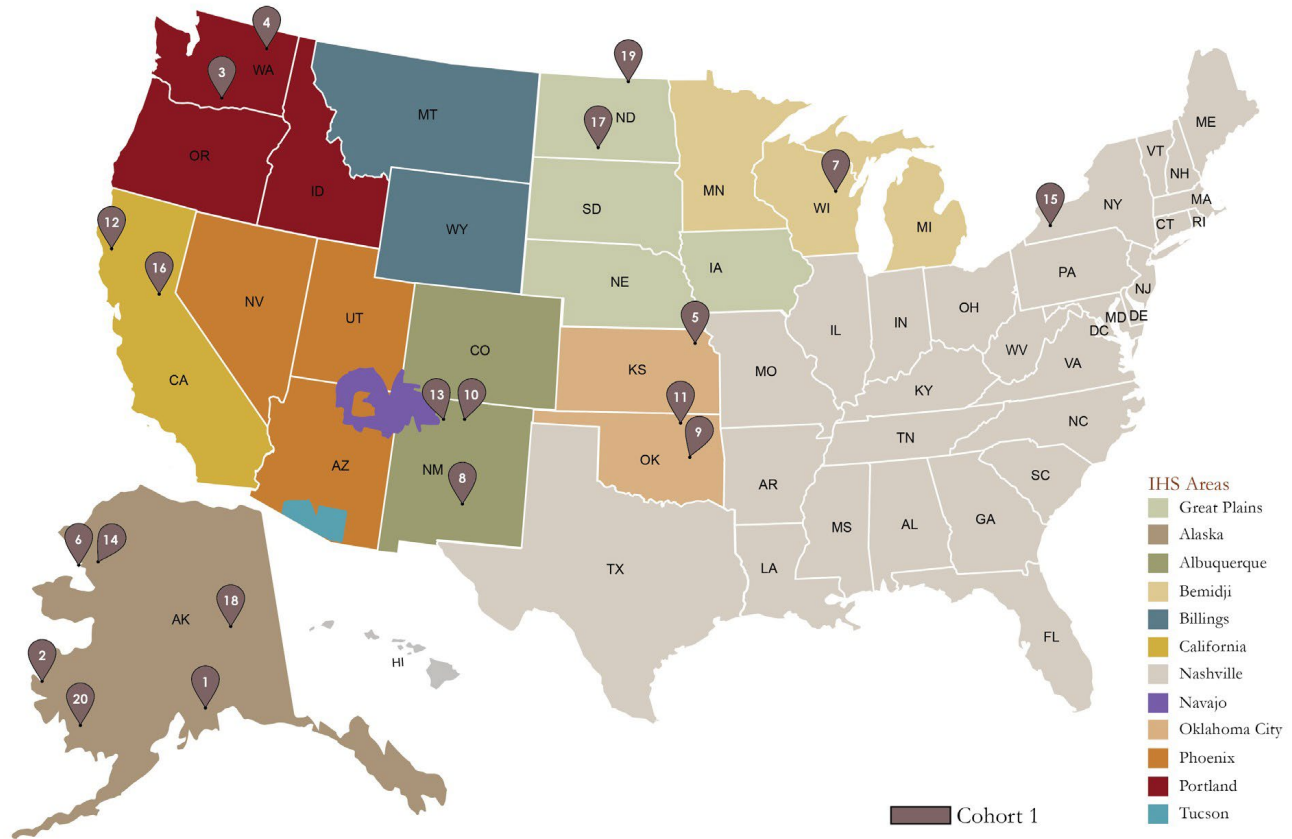 4
19
3
WA
MT
ND
17
ME
VT
NH
OR
7
MN
WI
MI
15
NY
MA
CT
RI
ID
SD
12
WY
16
IA
PA
NE
NV
UT
5
IL
IN
OH
NJ
MD
DE
DC
CO
WV
VA
CA
KS
MO
KY
13
10
11
NC
TN
9
AZ
NM
OK
8
AR
SC
MS
AL
GA
6
14
TX
LA
18
AK
FL
2
HI
1
20
IHS Areas
Great Plains
Alaska
Albuquerque
Bemidji
Billings
California
Nashville
Navajo
Oklahoma City
Phoenix
Portland
Tucson
Cohort 1